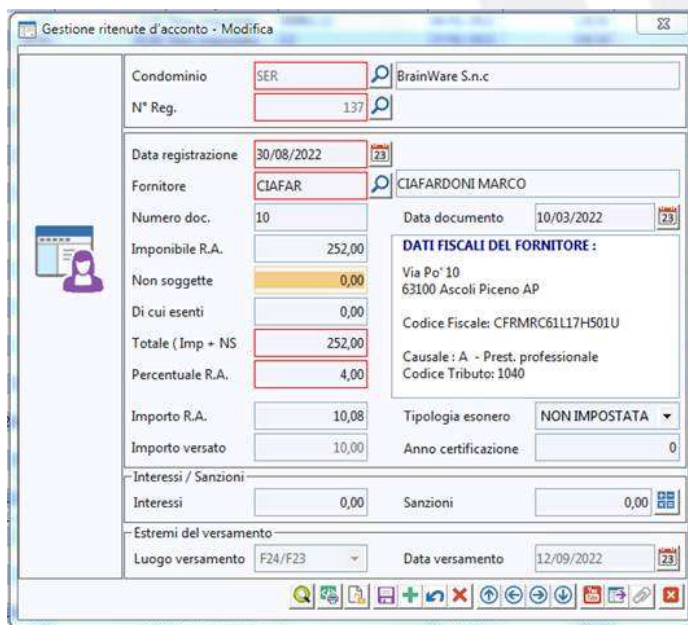 Gestione ritenute d'acconto - Modifica
Condominio SER BrainWare S.n.c
N° Reg. 137
Data registrazione 30/08/2022 23
Fornitore CIAFAR CIAFARDONI MARCO
Numero doc. 10 Data documento 10/03/2022 23
Imponibile R.A. 252,00
Non soggette 0,00
Di cui esenti 0,00
Totale ( Imp + NS 252,00
Percentuale R.A. 4,00
DATI FISCALI DEL FORNITORE :
Via Po' 10
63100 Ascoli Piceno AP
Codice Fiscale: CFRMRC61L17H501U
Causale : A - Prest. professionale
Codice Tributo: 1040
Importo R.A. 10,08 Tipologia esonero NON IMPOSTATA
Importo versato 10,00 Anno certificazione 0
Interessi / Sanzioni
Interessi 0,00 Sanzioni 0,00
Estremi del versamento
Luogo versamento F24/F23 Data versamento 12/09/2022 23